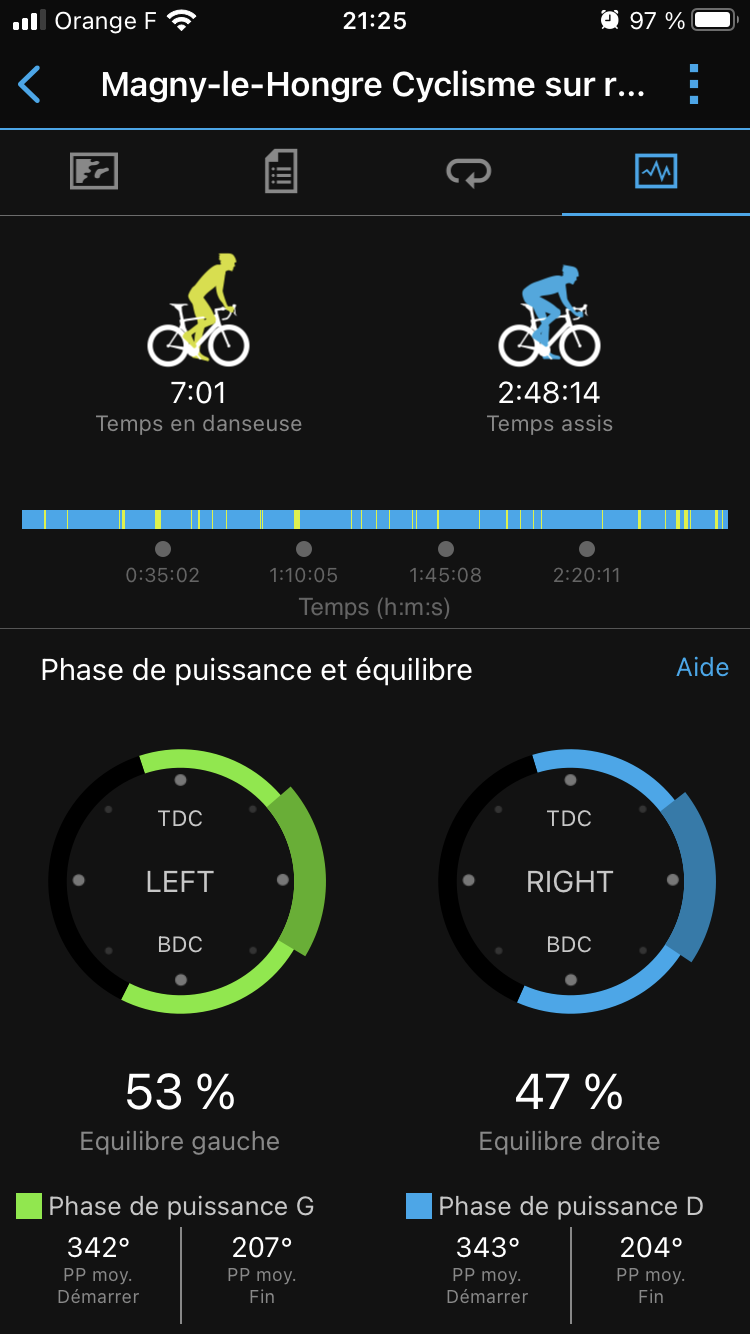 Orange F 21:25 97 %
Magny-le-Hongre Cyclisme sur r...
7:01 2:48:14
Temps en danseuse Temps assis
0:35:02 1:10:05 1:45:08 2:20:11
Temps (h:m:s)
Phase de puissance et équilibre Aide
TDC TDC
LEFT RIGHT
BDC BDC
53 % 47 %
Equilibre gauche Equilibre droite
Phase de puissance G Phase de puissance D
342° 207° 343° 204°
PP moy. PP moy. PP moy. PP moy.
Démarrer Fin Démarrer Fin